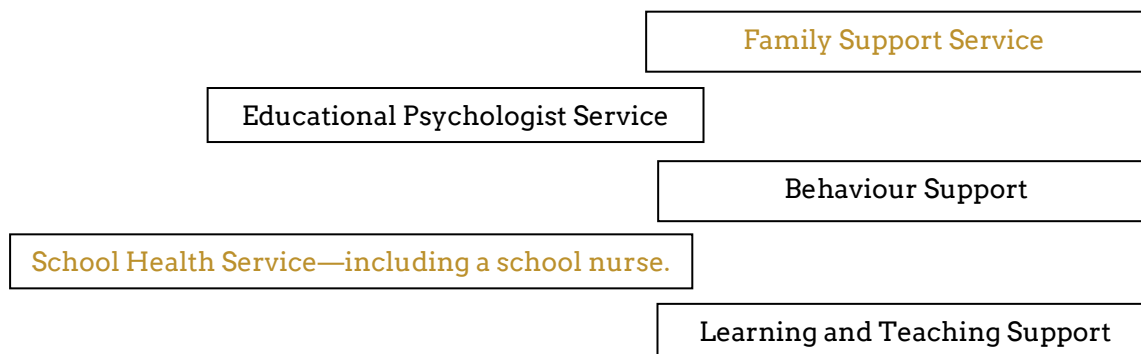 Family Support Service
Educational Psychologist Service
Behaviour Support
School Health Service—including a school nurse.
Learning and Teaching Support